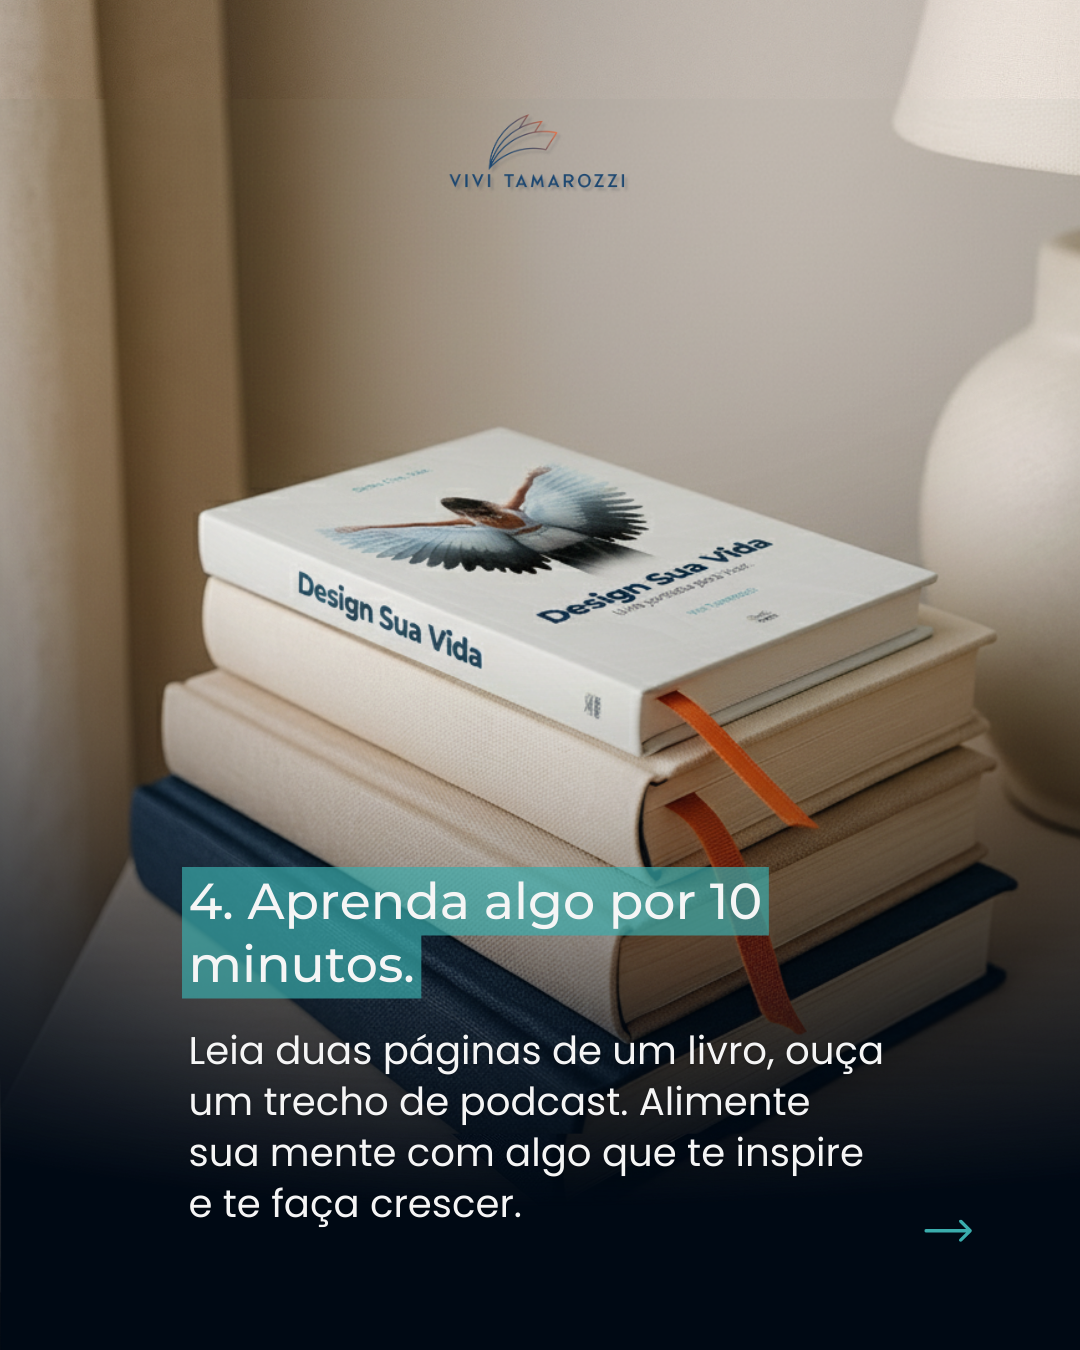 VIVI TAMAROZZI
Design Sua Vida
Design Sua Vida
4. Aprenda algo por 10
minutos.
Leia duas páginas de um livro, ouça
um trecho de podcast. Alimente
sua mente com algo que te inspire
e te faça crescer.